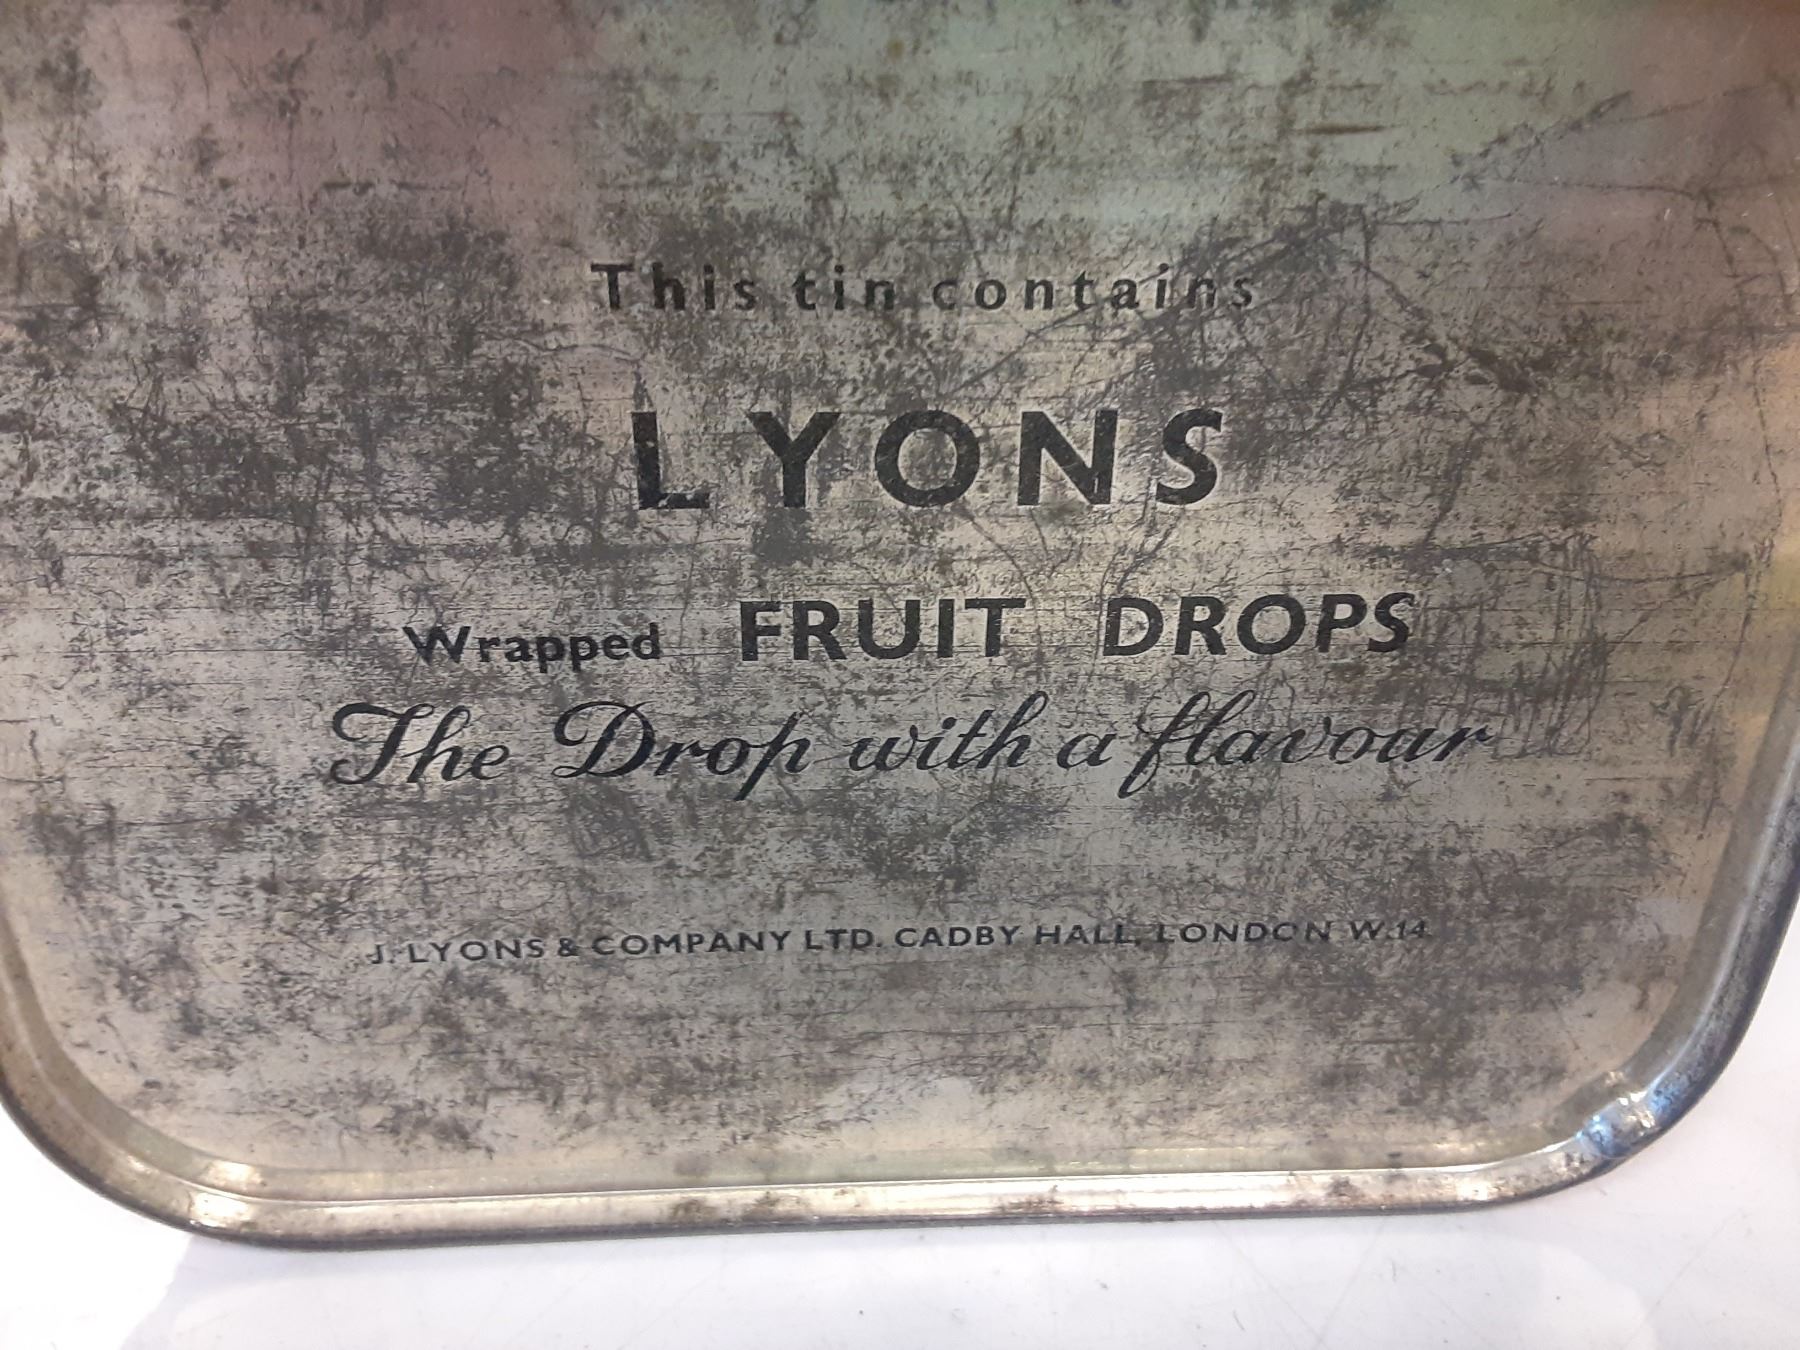 This tin contains
LYONS
Wrapped FRUIT DROPS
The Drop with a flavour
J. LYONS & COMPANY LTD. CADBY HALL, LONDON W.14.